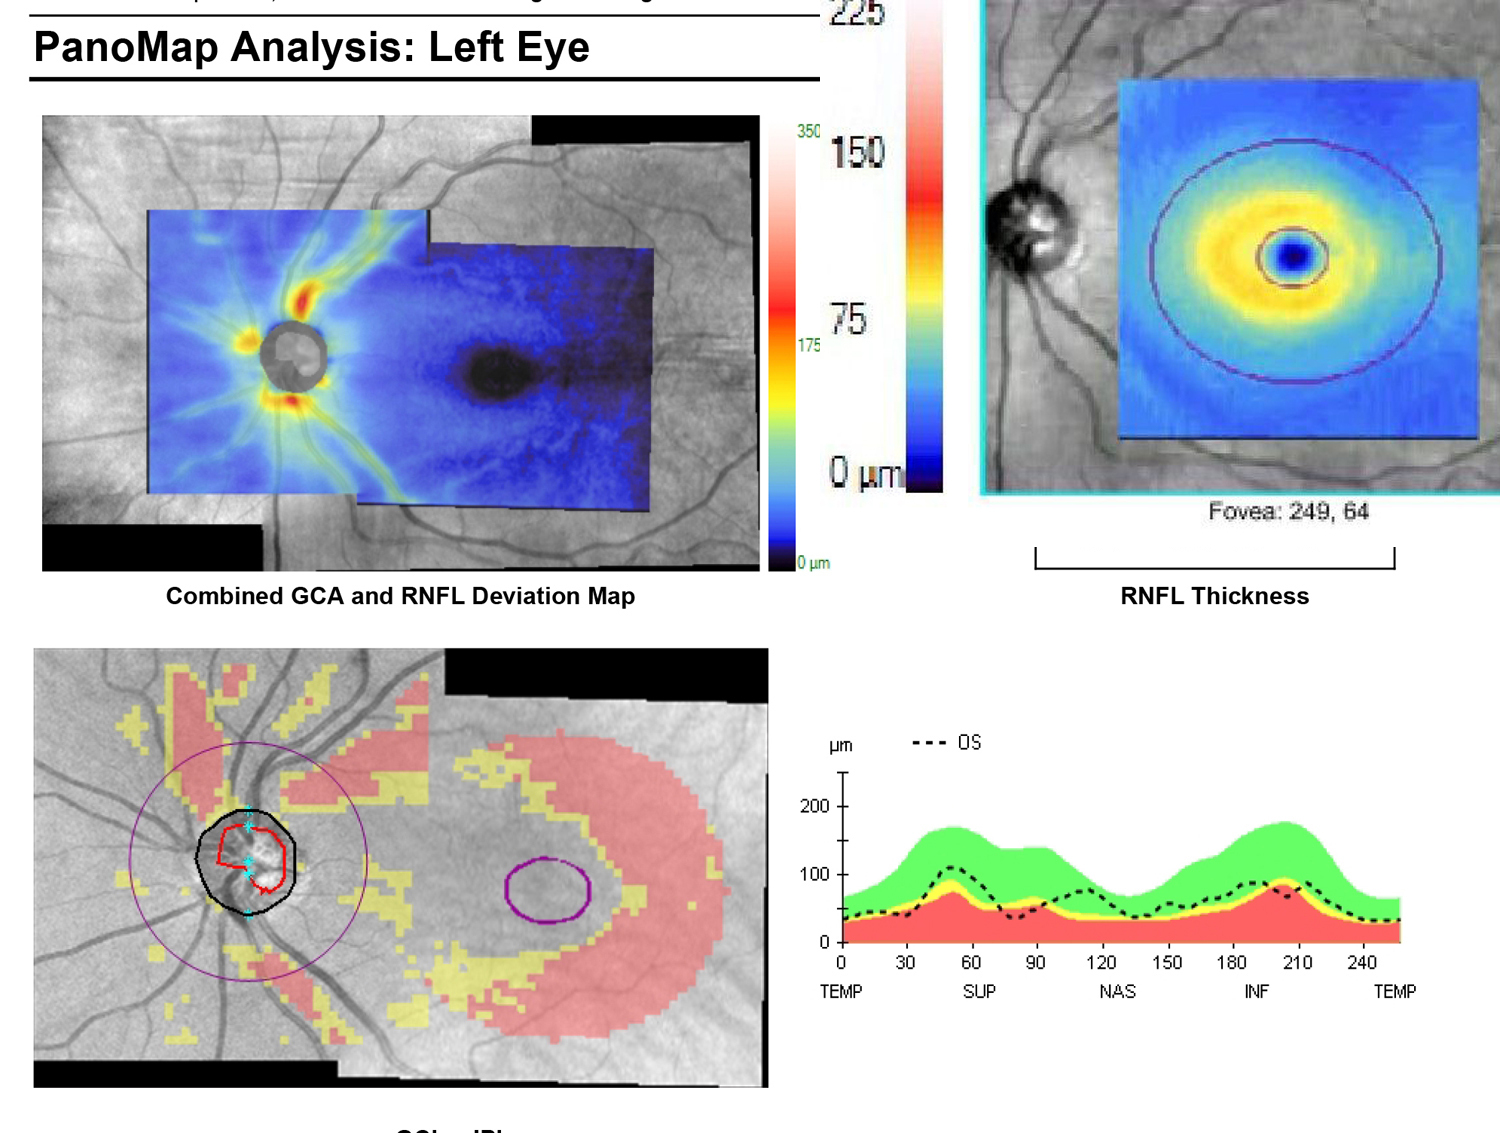 PanoMap Analysis: Left Eye
350
175
0 µm
225
150
75
0 µm
Fovea: 249, 64
Combined GCA and RNFL Deviation Map
RNFL Thickness
µm
OS
200
100
0
0 30 60 90 120 150 180 210 240
TEMP SUP NAS INF TEMP